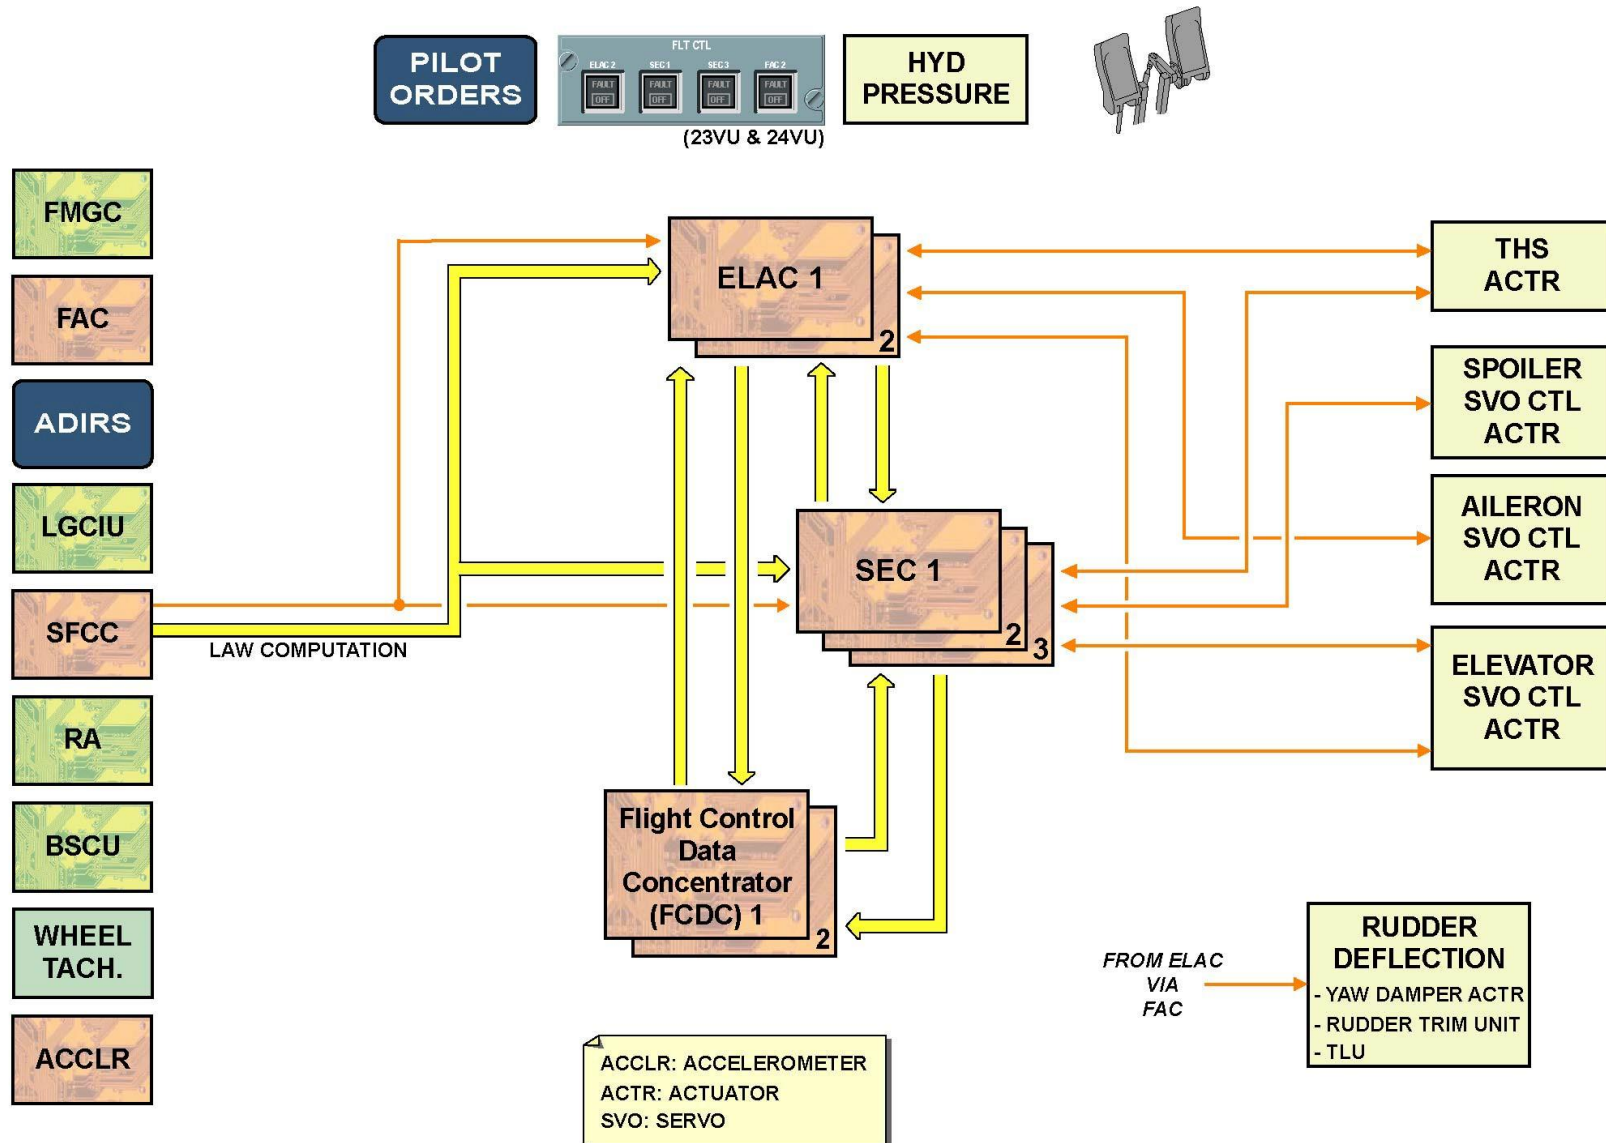 PILOT
ORDERS
FLT CTL
ELAC 2 SEC 1 SEC 3 FAC 2
FAULT FAULT FAULT FAULT
OFF OFF OFF OFF
(23VU & 24VU)
HYD
PRESSURE
FMGC
FAC
ADIRS
LGCIU
SFCC
LAW COMPUTATION
RA
BSCU
WHEEL
TACH.
ACCLR
ELAC 1
2
SEC 1
2
3
Flight Control
Data
Concentrator
(FCDC) 1
2
THS
ACTR
SPOILER
SVO CTL
ACTR
AILERON
SVO CTL
ACTR
ELEVATOR
SVO CTL
ACTR
FROM ELAC
VIA
FAC
RUDDER
DEFLECTION
- YAW DAMPER ACTR
- RUDDER TRIM UNIT
- TLU
ACCLR: ACCELEROMETER
ACTR: ACTUATOR
SVO: SERVO